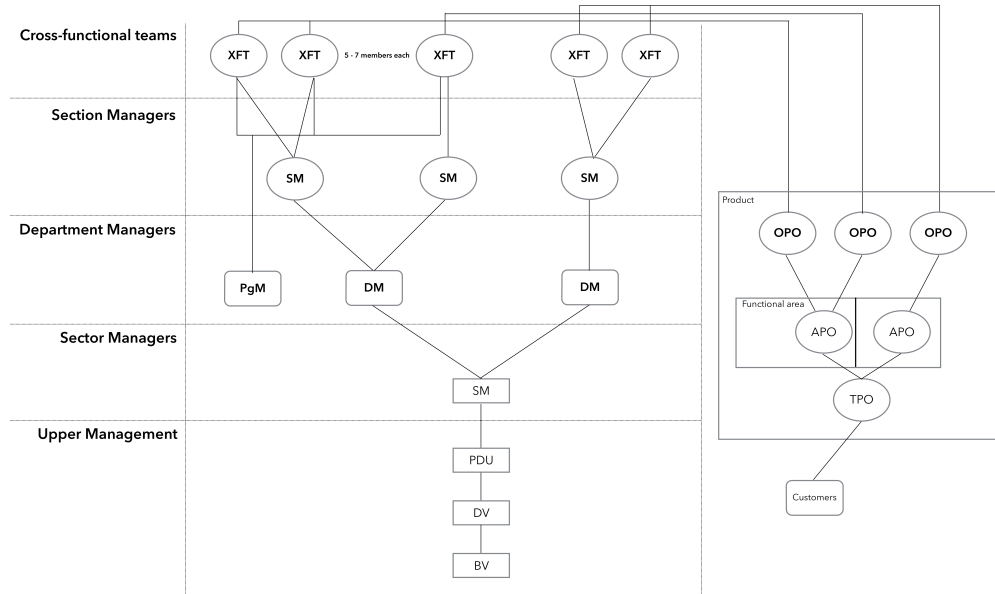 Cross-functional teams
XFT
XFT
5 - 7 members each
XFT
XFT
XFT
Section Managers
SM
SM
SM
Product
Department Managers
OPO
OPO
OPO
PgM
DM
DM
Functional area
Sector Managers
APO
APO
SM
TPO
Upper Management
PDU
Customers
DV
BV